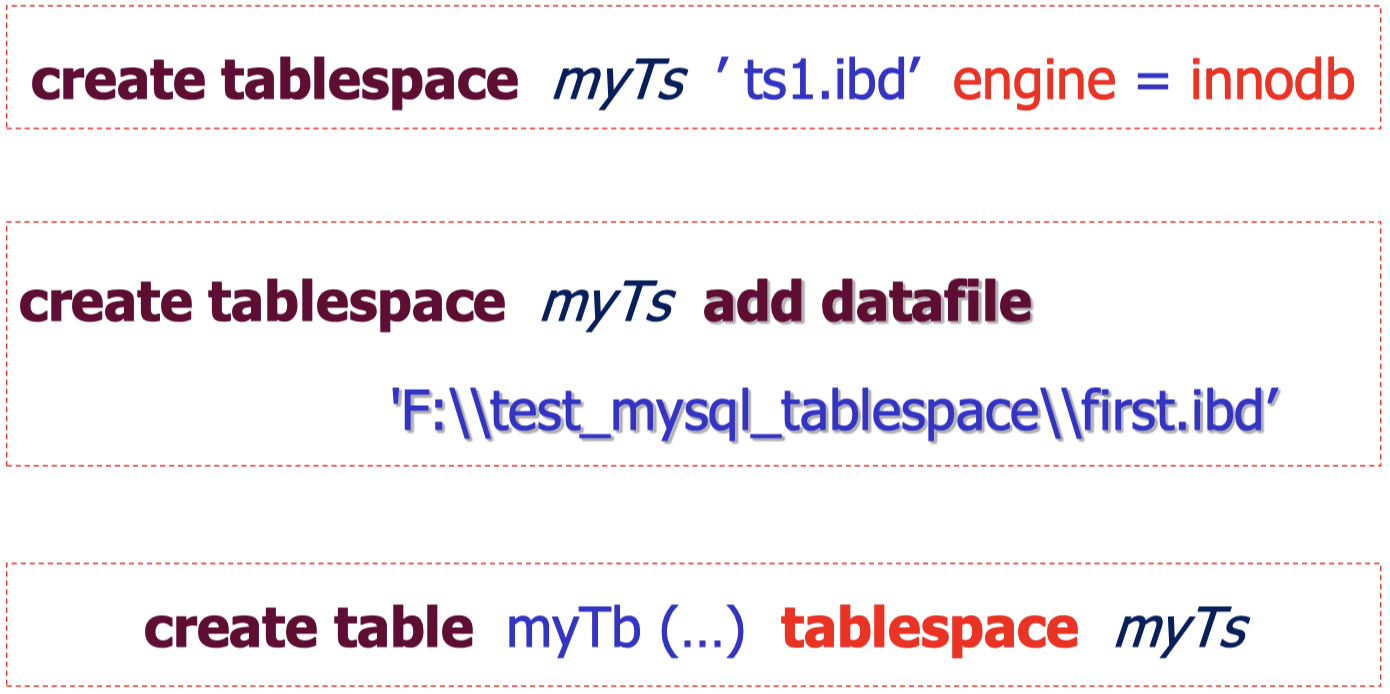 create tablespace myTs ’ ts1.ibd’ engine = innodb
create tablespace myTs add datafile
'F:\\test_mysql_tablespace\\first.ibd’
create table myTb (…) tablespace myTs